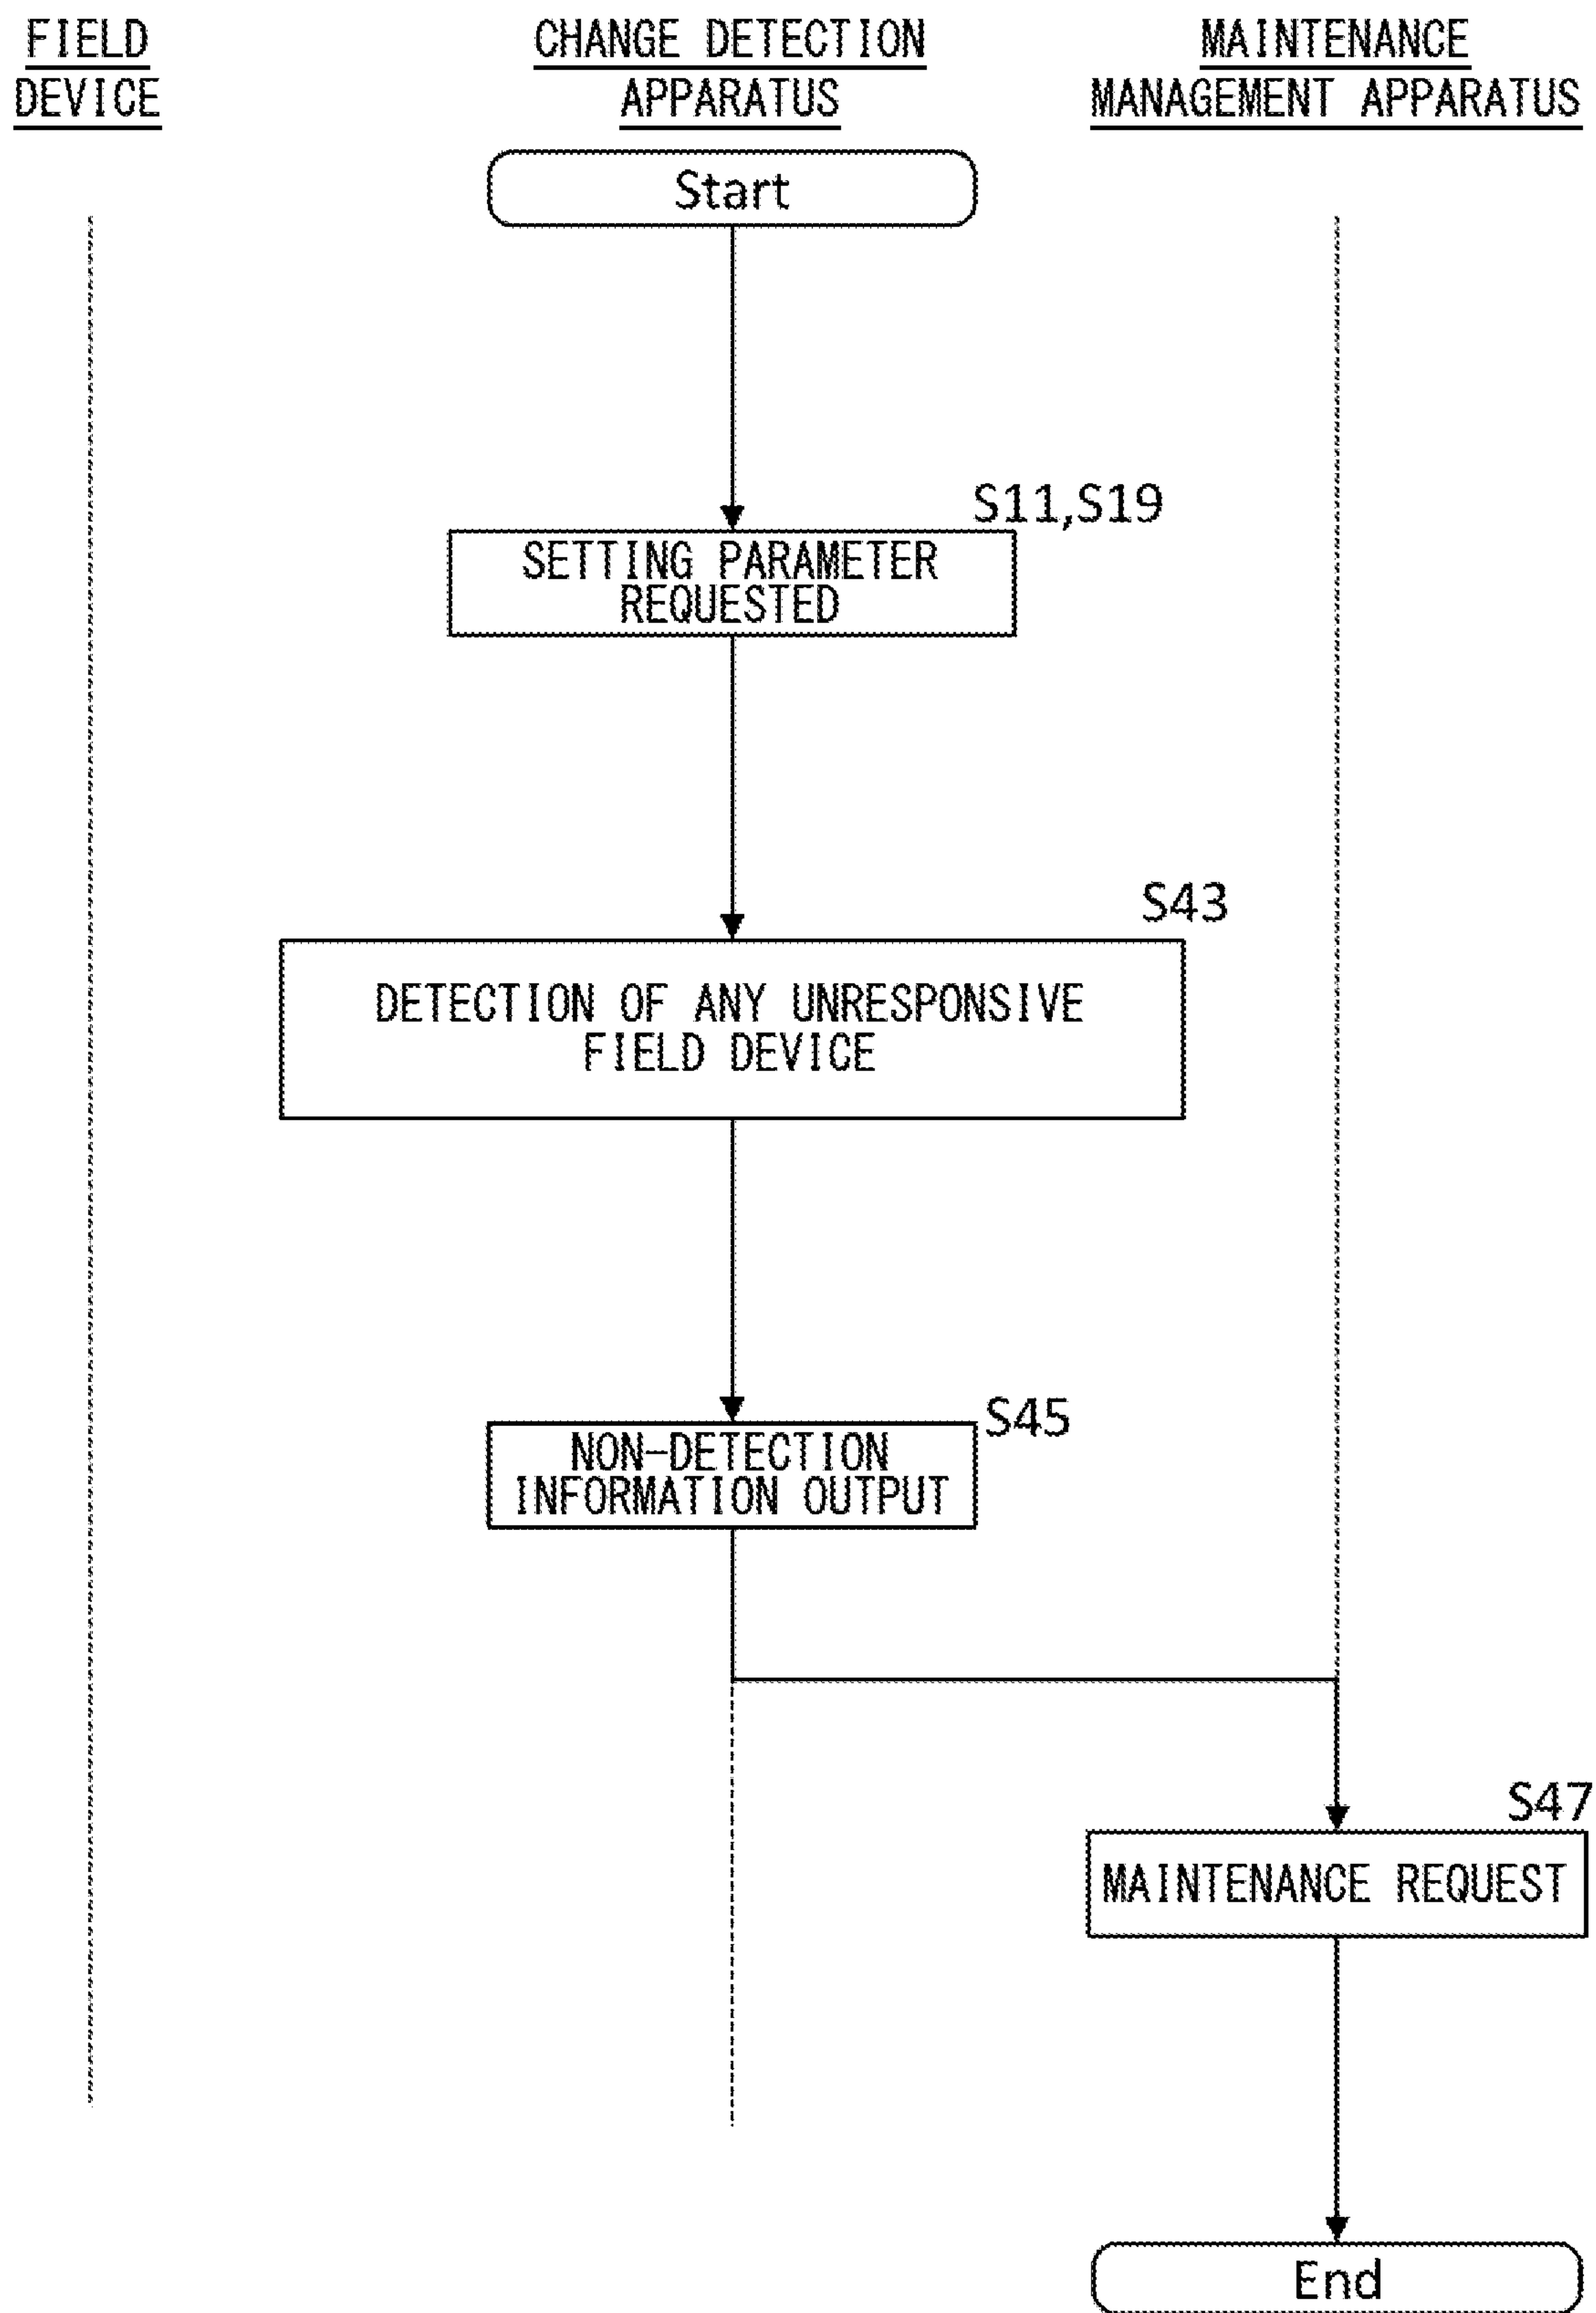 FIELD
DEVICE
CHANGE DETECTION
APPARATUS
MAINTENANCE
MANAGEMENT APPARATUS
Start
S11,S19
SETTING PARAMETER
REQUESTED
S43
DETECTION OF ANY UNRESPONSIVE
FIELD DEVICE
S45
NON-DETECTION
INFORMATION OUTPUT
S47
MAINTENANCE REQUEST
End